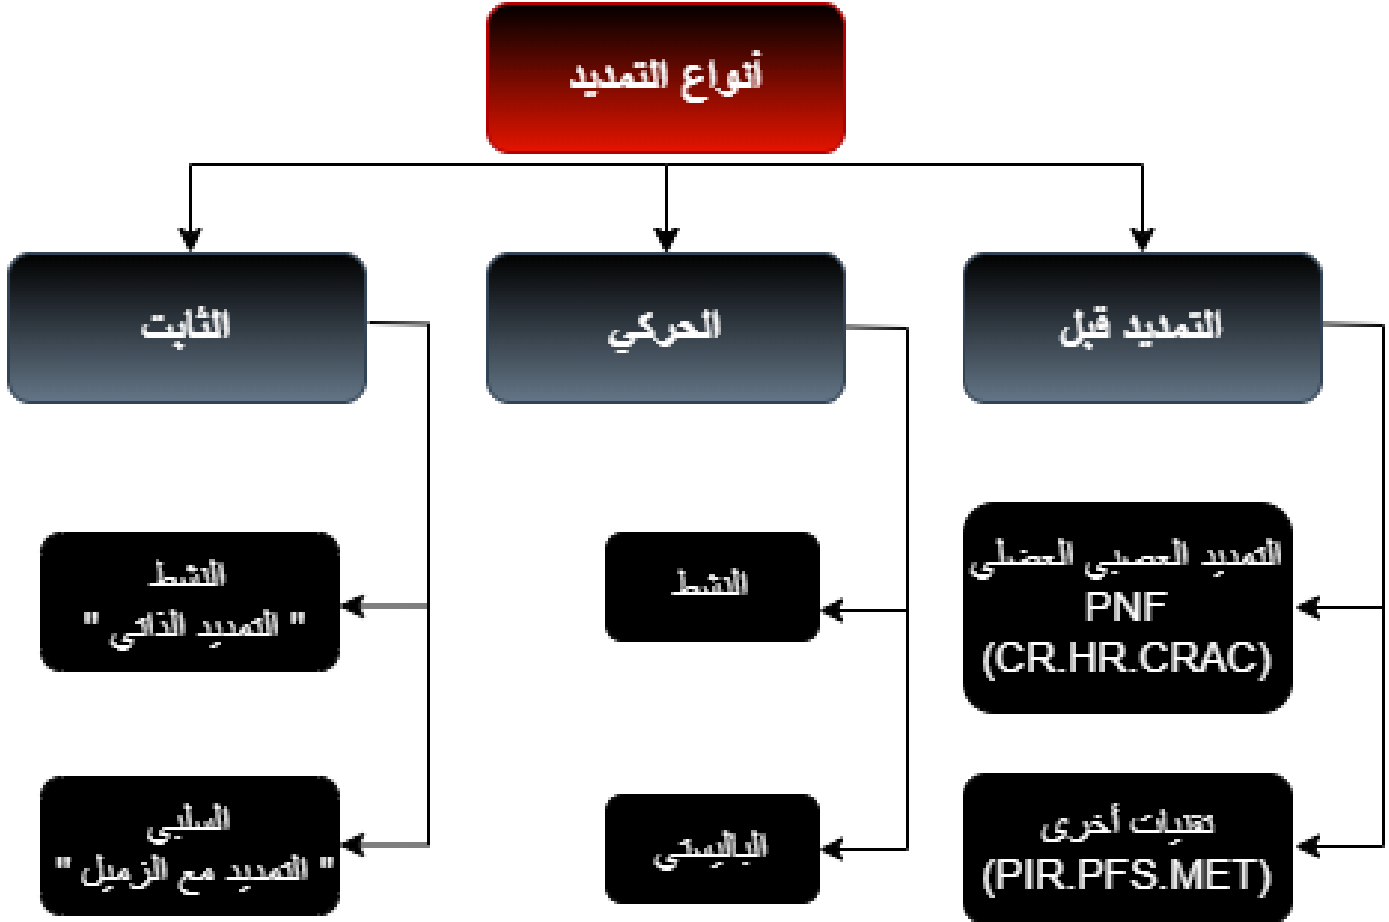 أنواع التمديد
التمديد قبل
الحركي
الثابت
التمديد العصبي العضلي
PNF
(CR.HR.CRAC)
تقنيات أخرى
(PIR.PFS.MET)
النشط
الباليستي
النشط
" التمديد الذاتي "
السلبي
" التمديد مع الزميل "